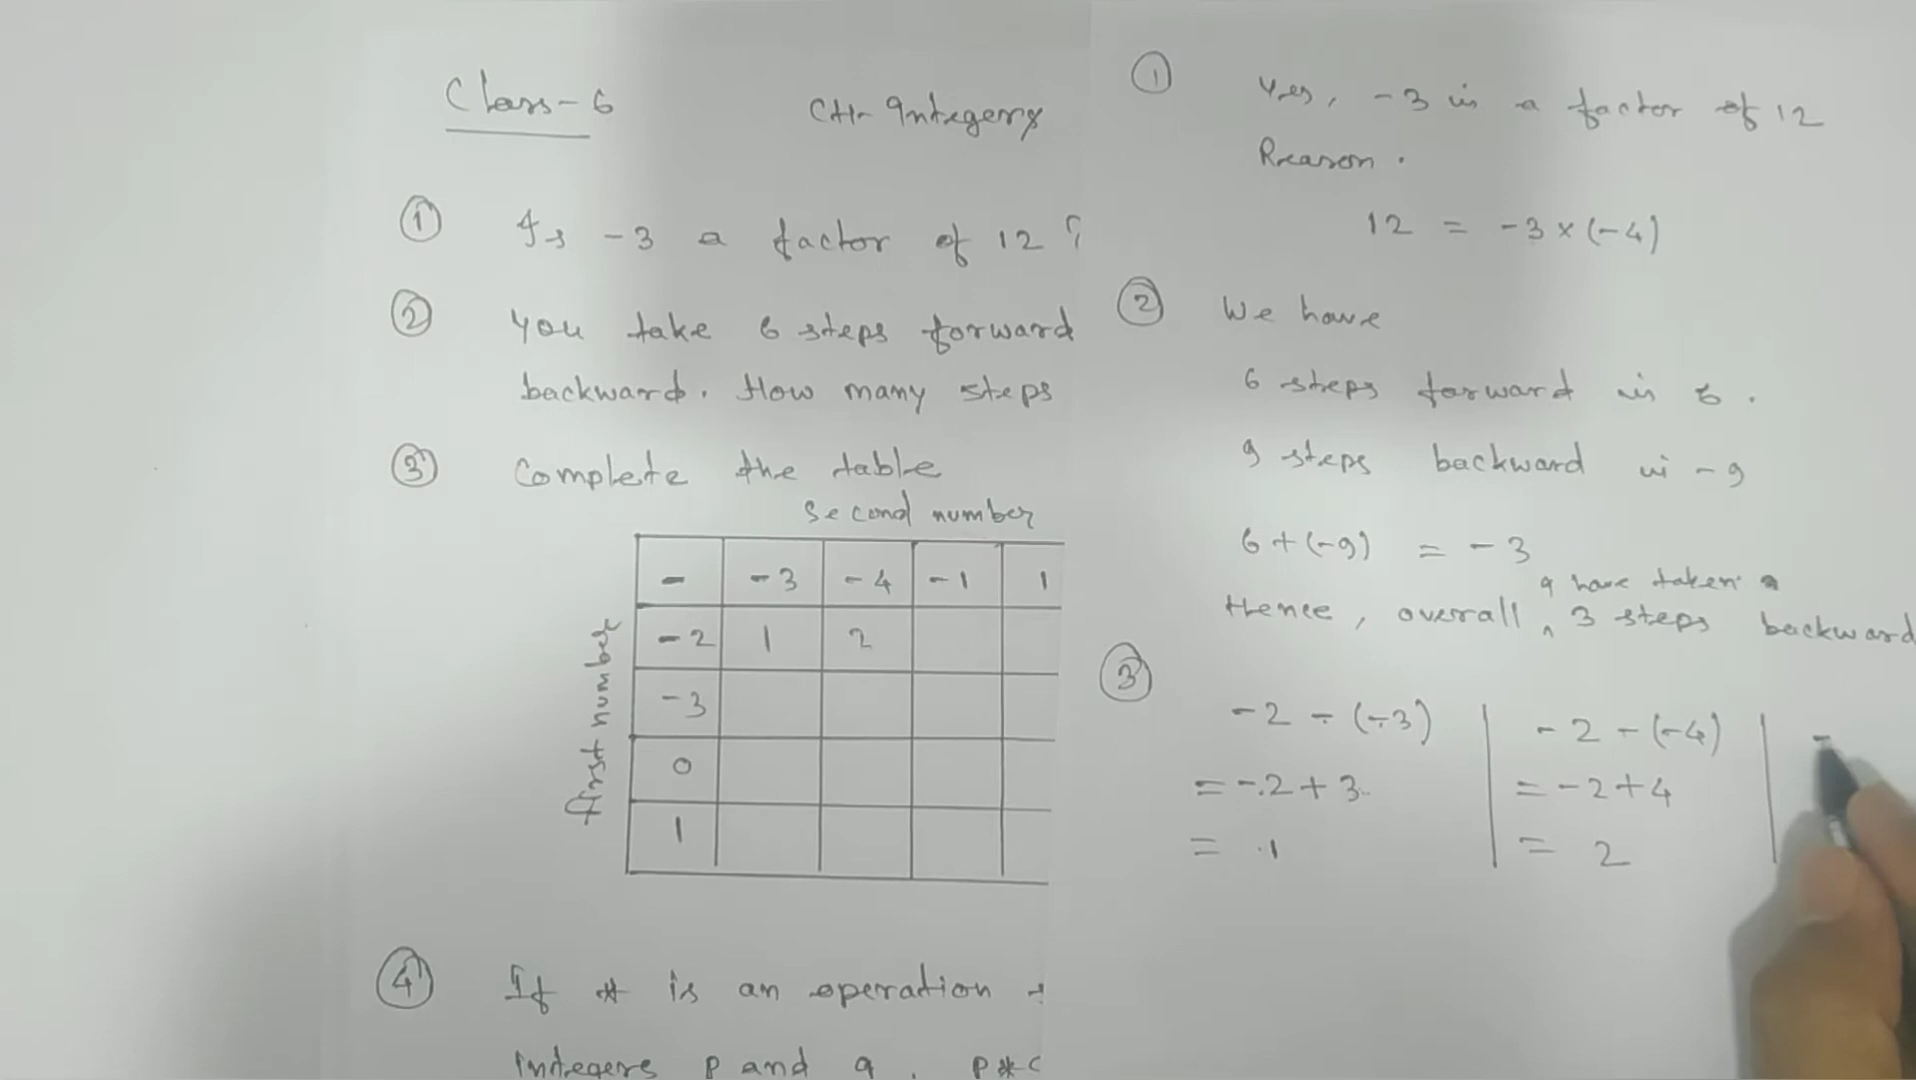 Class-6
CH- Integers
① Is -3 a factor of 12 ?
② You take 6 steps forward
backward. How many steps
③ Complete the table
second number
- -3 -4 -1 1
-2 1 2
-3
0
1
First number
④ If * is an operation
integers p and q . p*
① Yes, -3 is a factor of 12
Reason .
12 = -3 × (-4)
② We have
6 steps forward is 6 .
9 steps backward is -9
6 + (-9) = -3
Hence, overall I have taken 3 steps backward
③
-2 - (-3)
= -2 + 3
= 1
-2 - (-4)
= -2 + 4
= 2
-